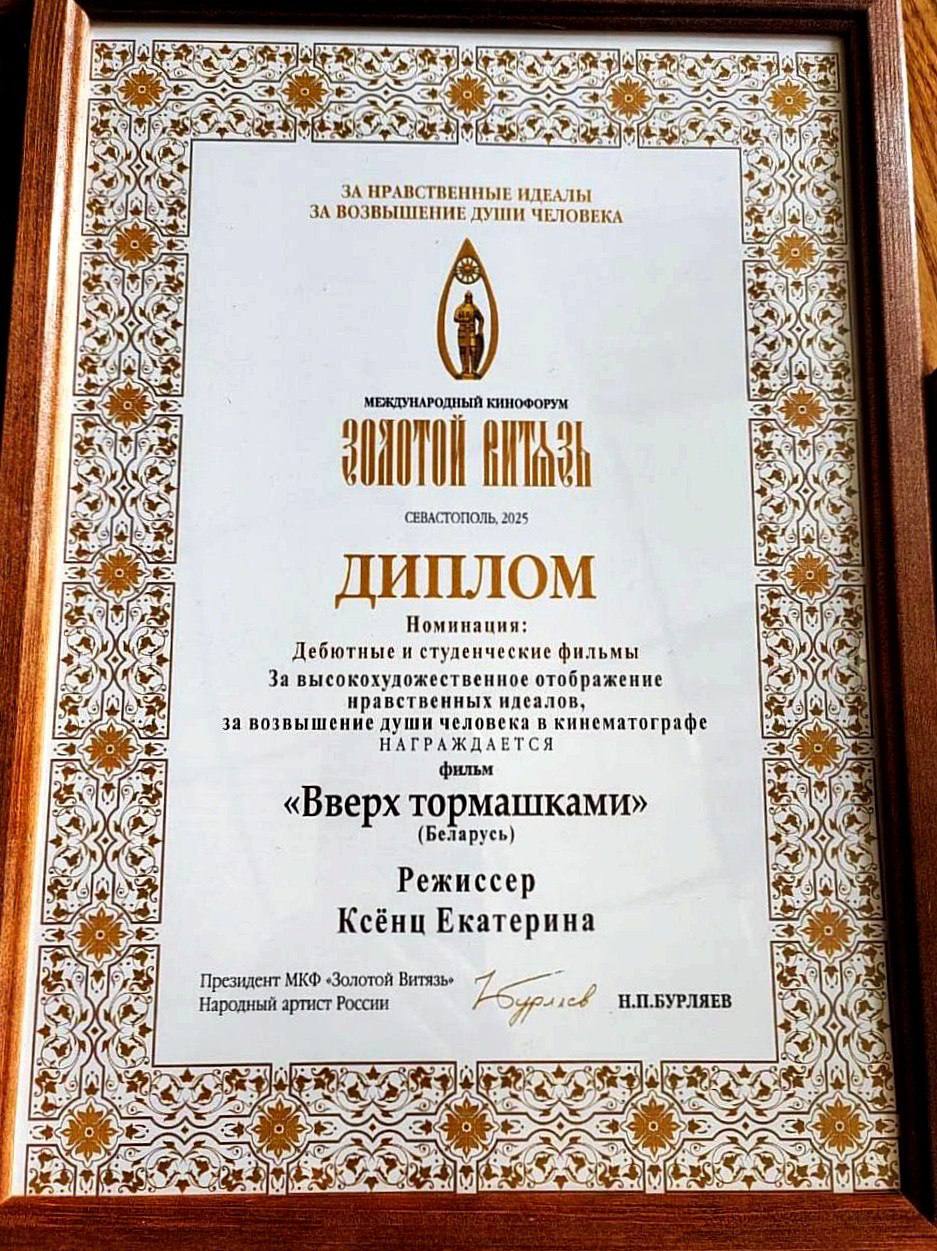 ЗА НРАВСТВЕННЫЕ ИДЕАЛЫ
ЗА ВОЗВЫШЕНИЕ ДУШИ ЧЕЛОВЕКА
МЕЖДУНАРОДНЫЙ КИНОФОРУМ
ЗОЛОТОЙ ВИТЯЗЬ
СЕВАСТОПОЛЬ, 2025
ДИПЛОМ
Номинация:
Дебютные и студенческие фильмы
За высокохудожественное отображение
нравственных идеалов,
за возвышение души человека в кинематографе
НАГРАЖДАЕТСЯ
фильм
«Вверх тормашками»
(Беларусь)
Режиссер
Ксёнц Екатерина
Президент МКФ «Золотой Витязь»
Народный артист России
Н.Бурляев Н.П.БУРЛЯЕВ